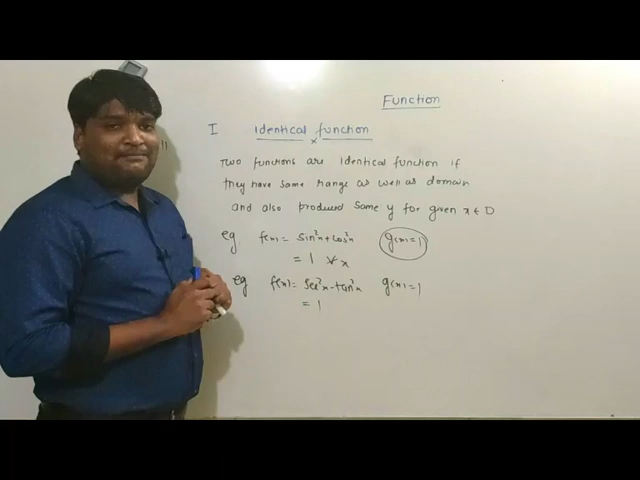 Function
I Identical function
Two functions are identical function if
they have same range as well as domain
and also produced same y for given x ∈ D
eg f(x) = sin²x + cos²x g(x) = 1
= 1 ∀ x
eg f(x) = sec²x - tan²x g(x) = 1
= 1